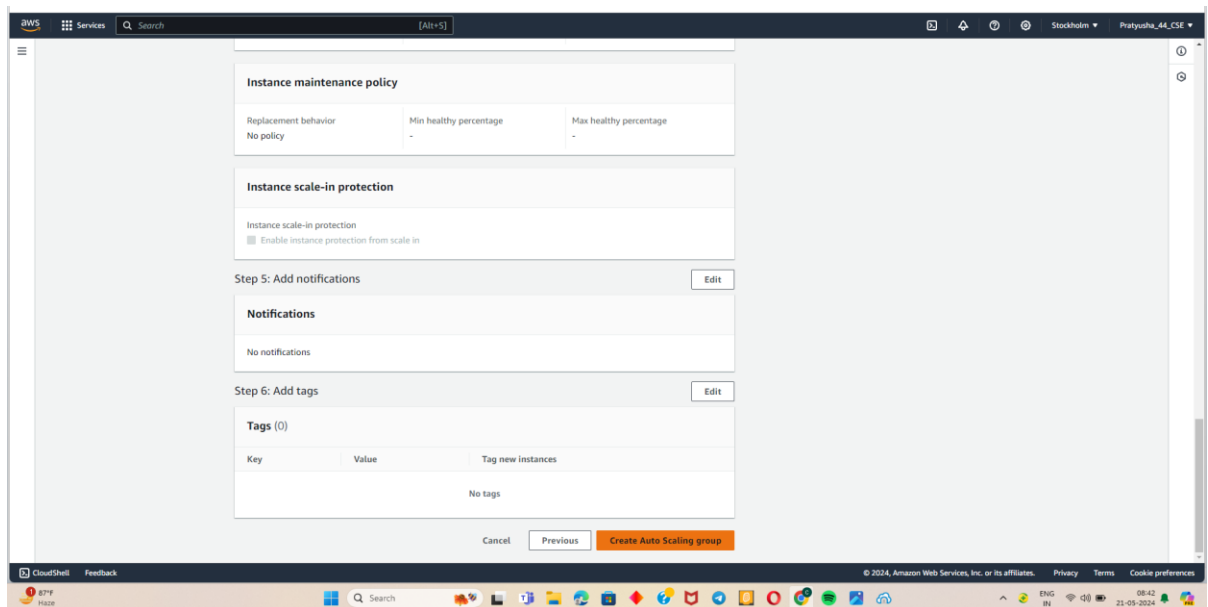 aws Services Search [Alt+S] Stockholm ▼ Pratyusha_44_CSE ▼
Instance maintenance policy
Replacement behavior Min healthy percentage Max healthy percentage
No policy - -
Instance scale-in protection
Instance scale-in protection
Enable instance protection from scale in
Step 5: Add notifications Edit
Notifications
No notifications
Step 6: Add tags Edit
Tags (0)
Key Value Tag new instances
No tags
Cancel Previous Create Auto Scaling group
CloudShell Feedback © 2024, Amazon Web Services, Inc. or its affiliates. Privacy Terms Cookie preferences
1 87°F Search ENG 08:42
Haze IN 21-05-2024